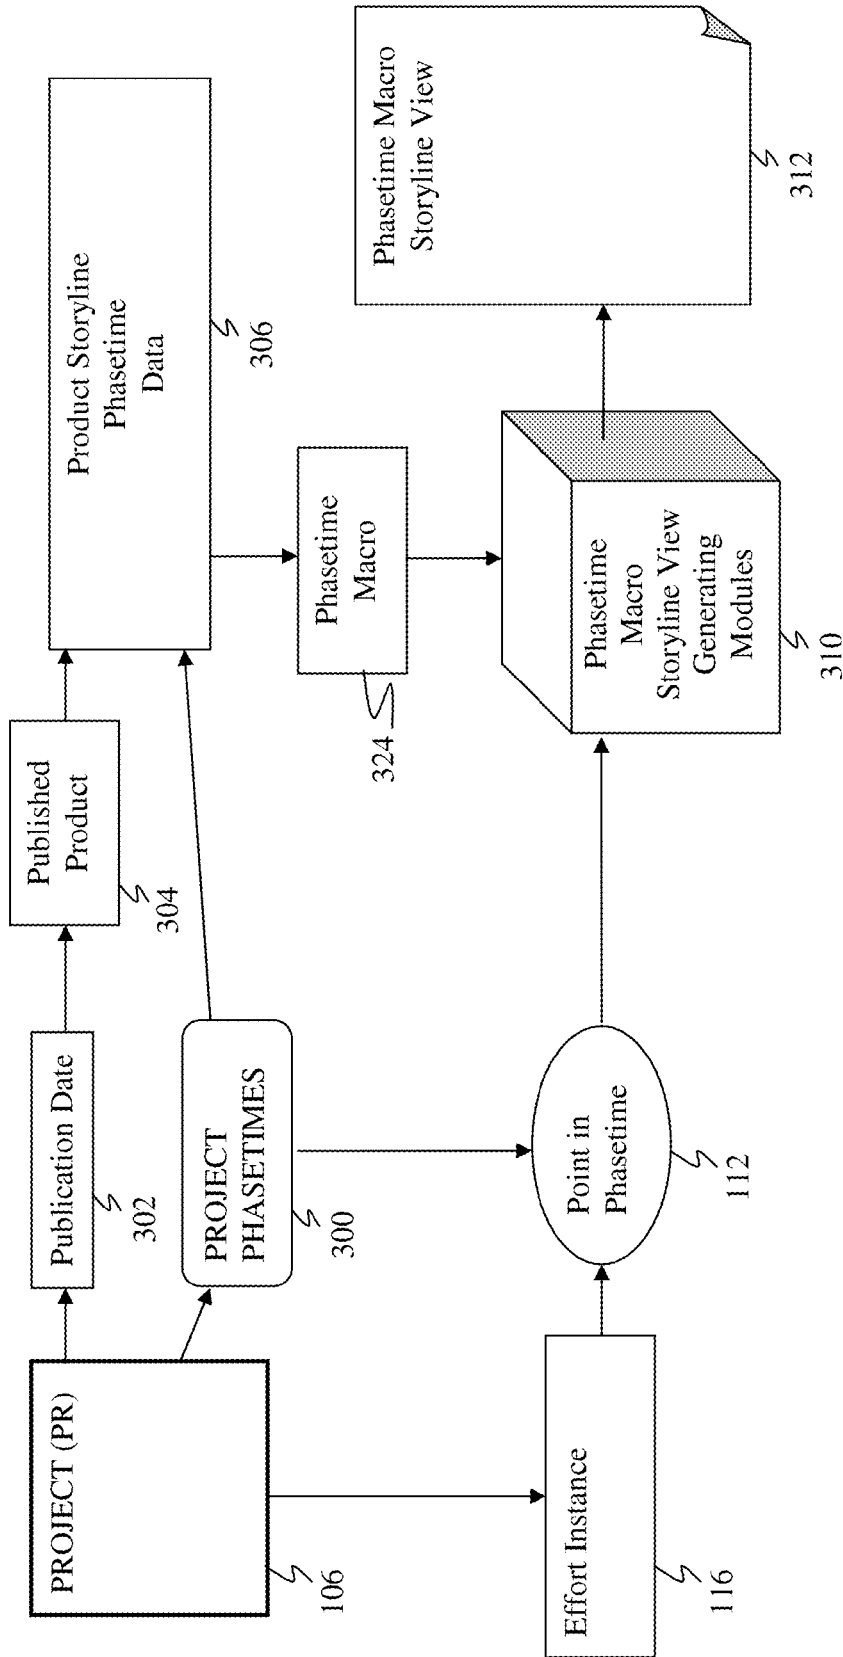 PROJECT (PR)
106
Publication Date
302
Published
Product
304
Product Storyline
Phasetime
Data
306
PROJECT
PHASETIMES
300
Phasetime
Macro
324
Effort Instance
116
Point in
Phasetime
112
Phasetime
Macro
Storyline View
Generating
Modules
310
Phasetime Macro
Storyline View
312